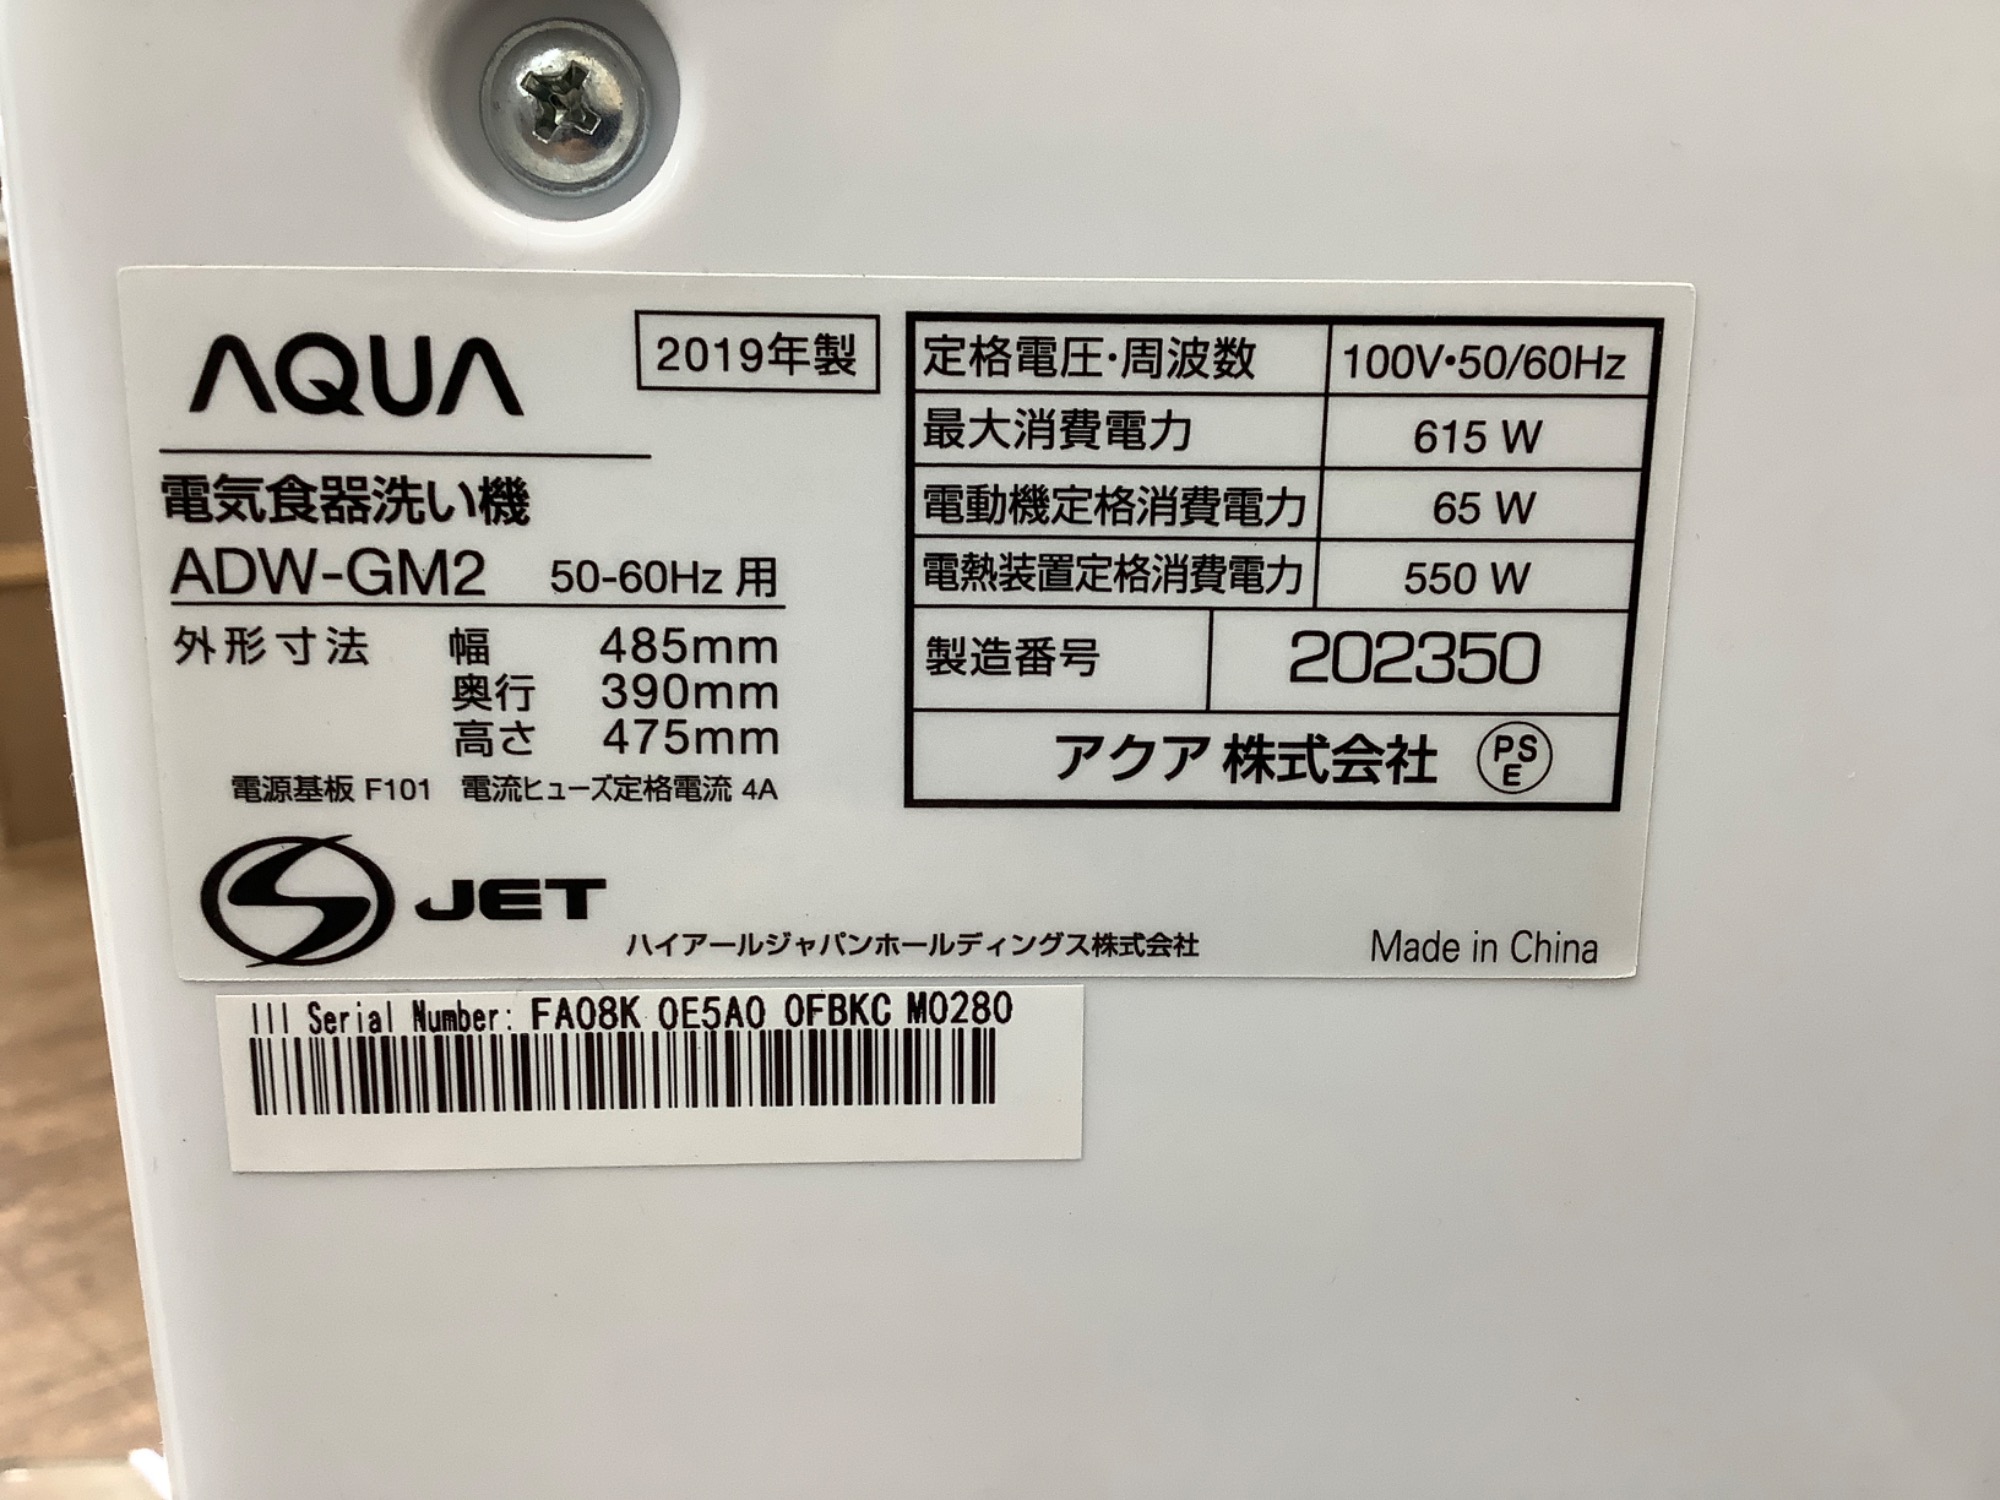 AQUA
2019年製
電気食器洗い機
ADW-GM2 50-60Hz 用
外形寸法 幅 485mm
奥行 390mm
高さ 475mm
電源基板 F101 電流ヒューズ定格電流 4A
定格電圧・周波数 100V・50/60Hz
最大消費電力 615 W
電動機定格消費電力 65 W
電熱装置定格消費電力 550 W
製造番号 202350
アクア 株式会社 PSE
JET
ハイアールジャパンホールディングス株式会社
Made in China
III Serial Number: FA08K 0E5A0 0FBKC M0280